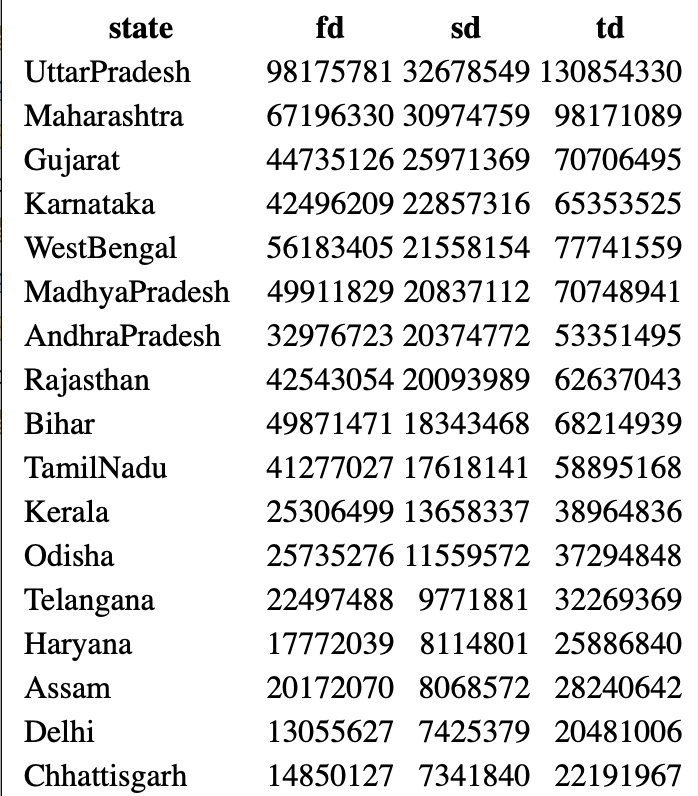 state fd sd td
UttarPradesh 98175781 32678549 130854330
Maharashtra 67196330 30974759 98171089
Gujarat 44735126 25971369 70706495
Karnataka 42496209 22857316 65353525
WestBengal 56183405 21558154 77741559
MadhyaPradesh 49911829 20837112 70748941
AndhraPradesh 32976723 20374772 53351495
Rajasthan 42543054 20093989 62637043
Bihar 49871471 18343468 68214939
TamilNadu 41277027 17618141 58895168
Kerala 25306499 13658337 38964836
Odisha 25735276 11559572 37294848
Telangana 22497488 9771881 32269369
Haryana 17772039 8114801 25886840
Assam 20172070 8068572 28240642
Delhi 13055627 7425379 20481006
Chhattisgarh 14850127 7341840 22191967